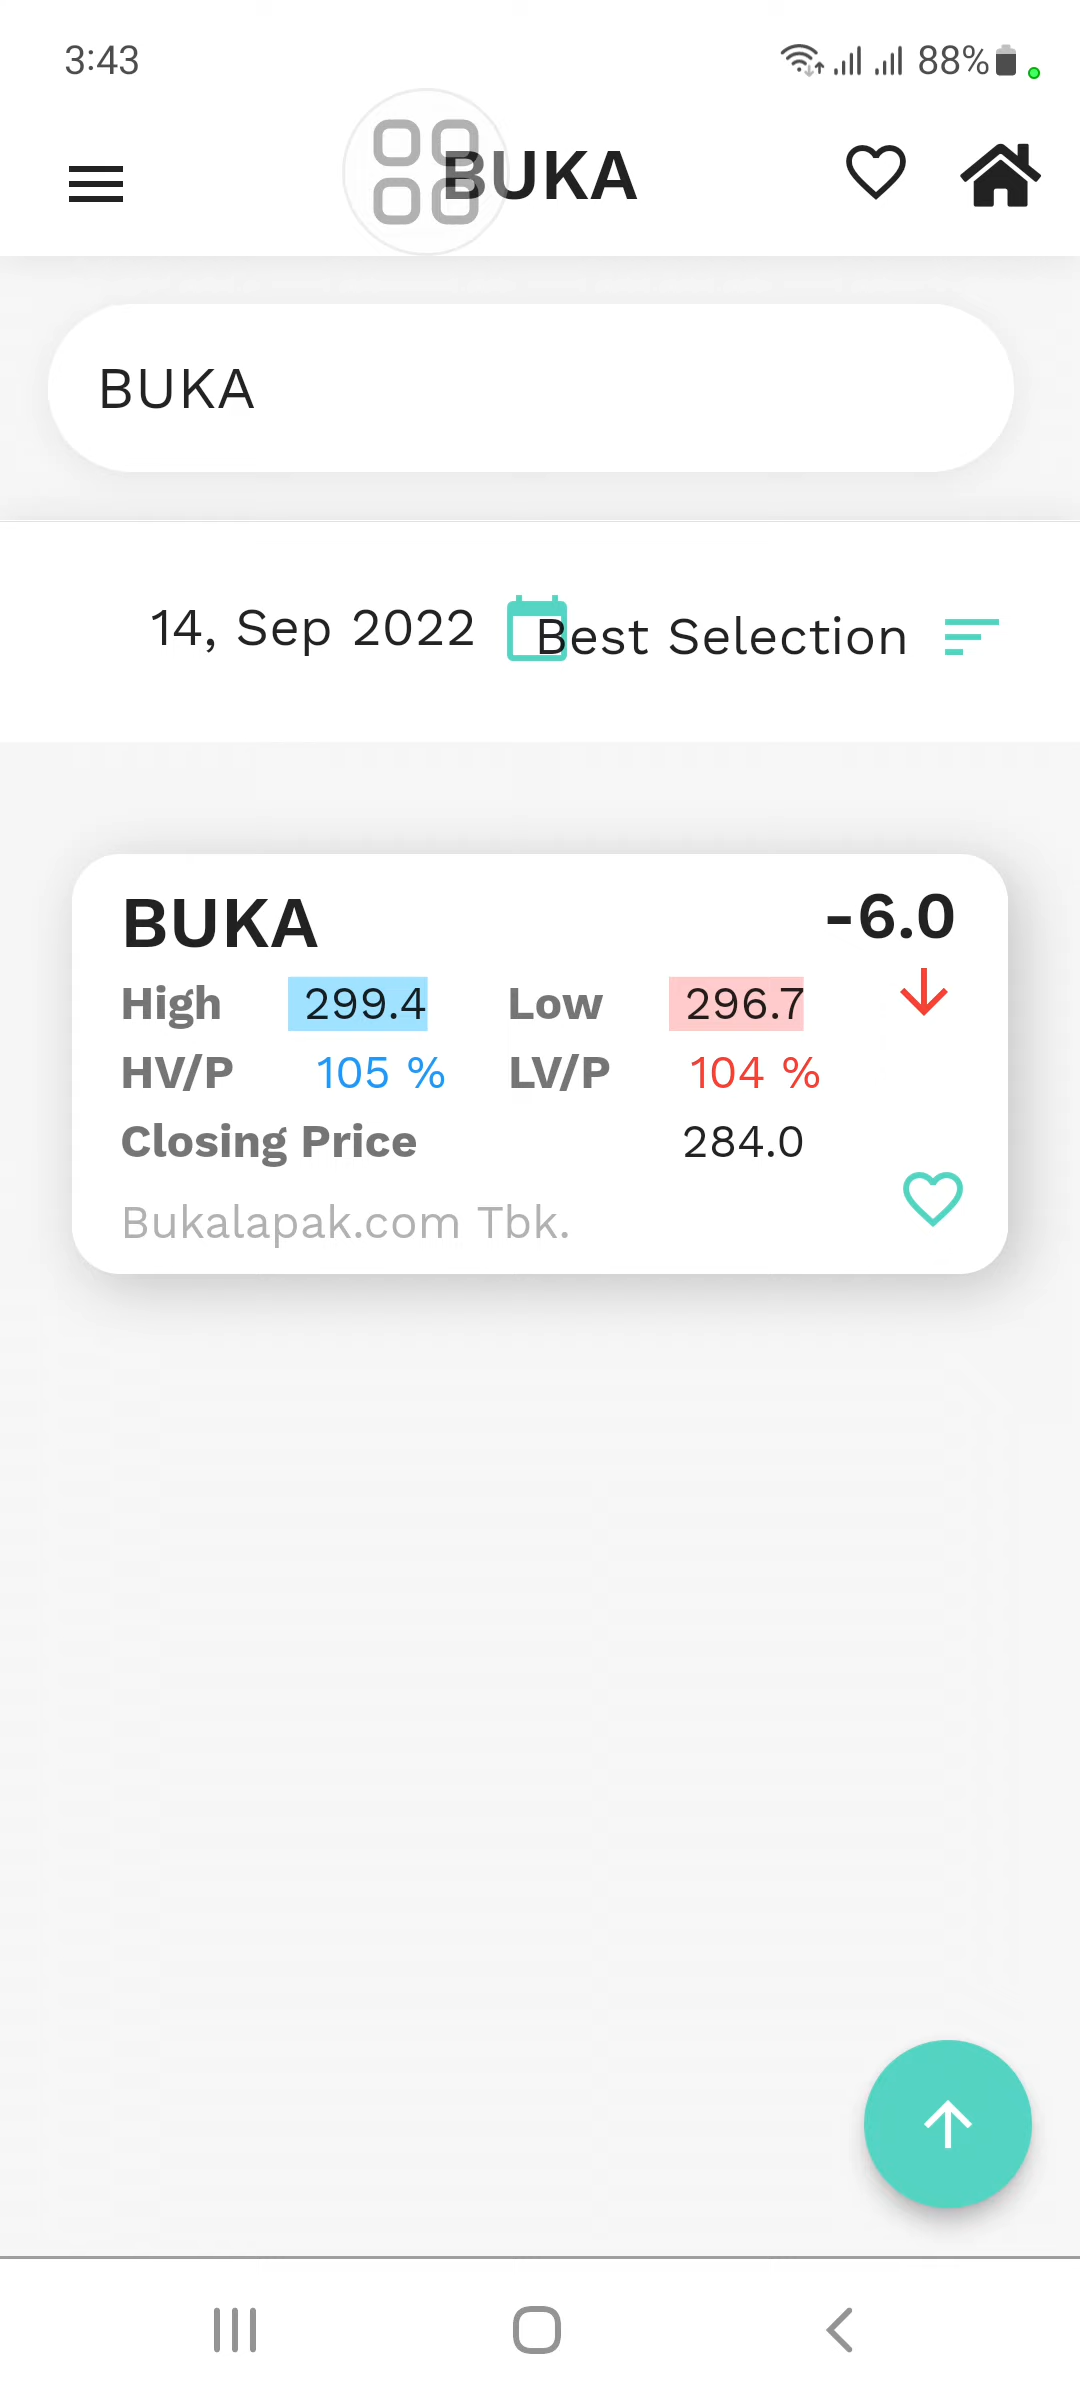 3:43 88%
BUKA
BUKA
14, Sep 2022 Best Selection
BUKA -6.0
High 299.4 Low 296.7
HV/P 105 % LV/P 104 %
Closing Price 284.0
Bukalapak.com Tbk.